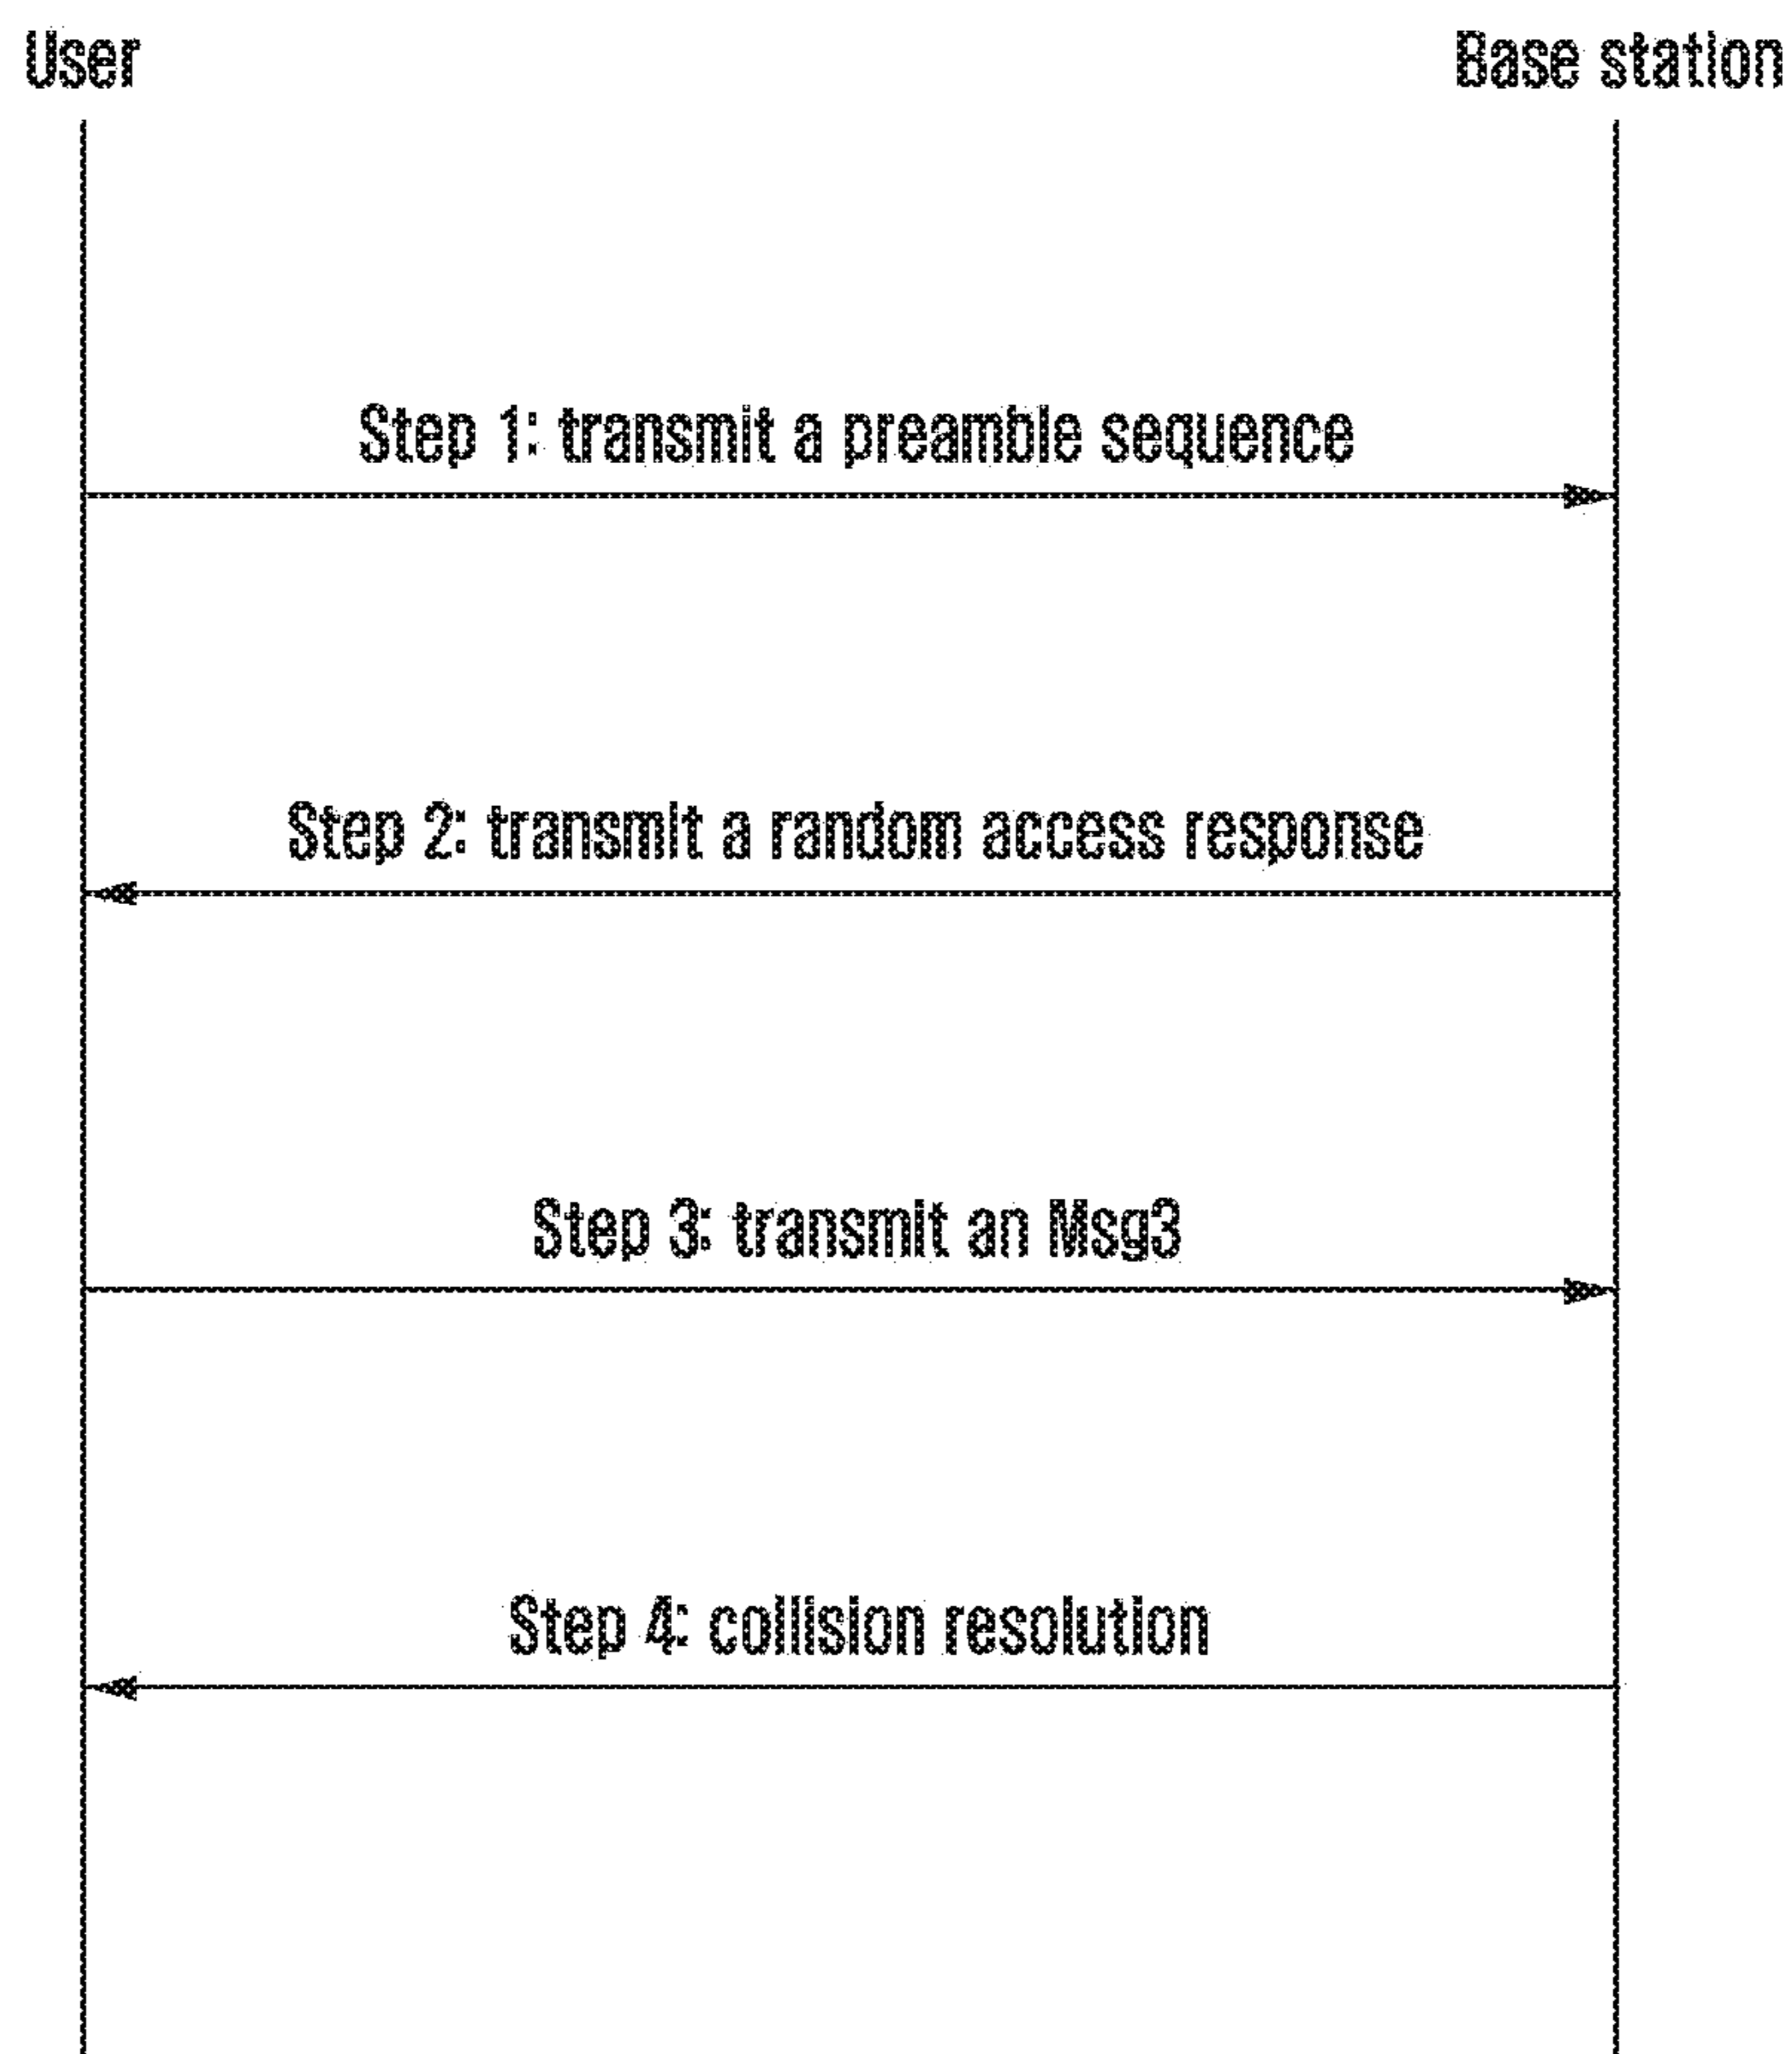 User
Base station
Step 1: transmit a preamble sequence
Step 2: transmit a random access response
Step 3: transmit an Msg3
Step 4: collision resolution